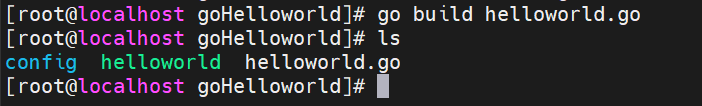 [root@localhost goHelloworld]# go build helloworld.go
[root@localhost goHelloworld]# ls
config  helloworld  helloworld.go
[root@localhost goHelloworld]#